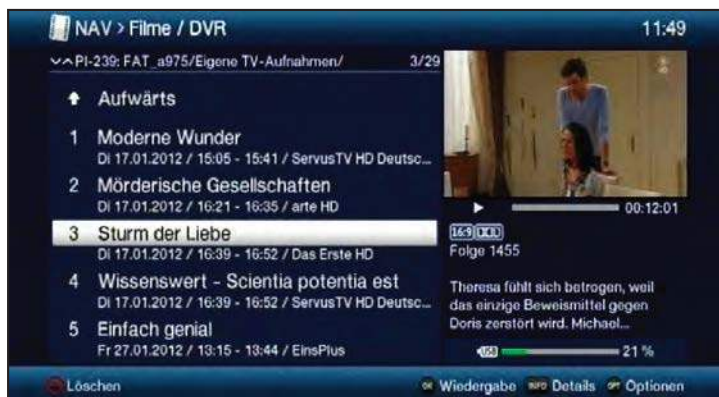 NAV > Filme / DVR
11:49
PI-239: FAT_a975/Eigene TV-Aufnahmen/ 3/29
Aufwärts
1 Moderne Wunder
Di 17.01.2012 / 15:05 - 15:41 / ServusTV HD Deutsc...
2 Mörderische Gesellschaften
Di 17.01.2012 / 16:21 - 16:35 / arte HD
3 Sturm der Liebe
Di 17.01.2012 / 16:39 - 16:52 / Das Erste HD
4 Wissenswert - Scientia potentia est
Di 17.01.2012 / 16:39 - 16:52 / ServusTV HD Deutsc...
5 Einfach genial
Fr 27.01.2012 / 13:15 - 13:44 / EinsPlus
00:12:01
16:9
Folge 1455
Theresa fühlt sich betrogen, weil
das einzige Beweismittel gegen
Doris zerstört wird. Michael...
USB 21 %
Löschen
OK Wiedergabe INFO Details OPT Optionen